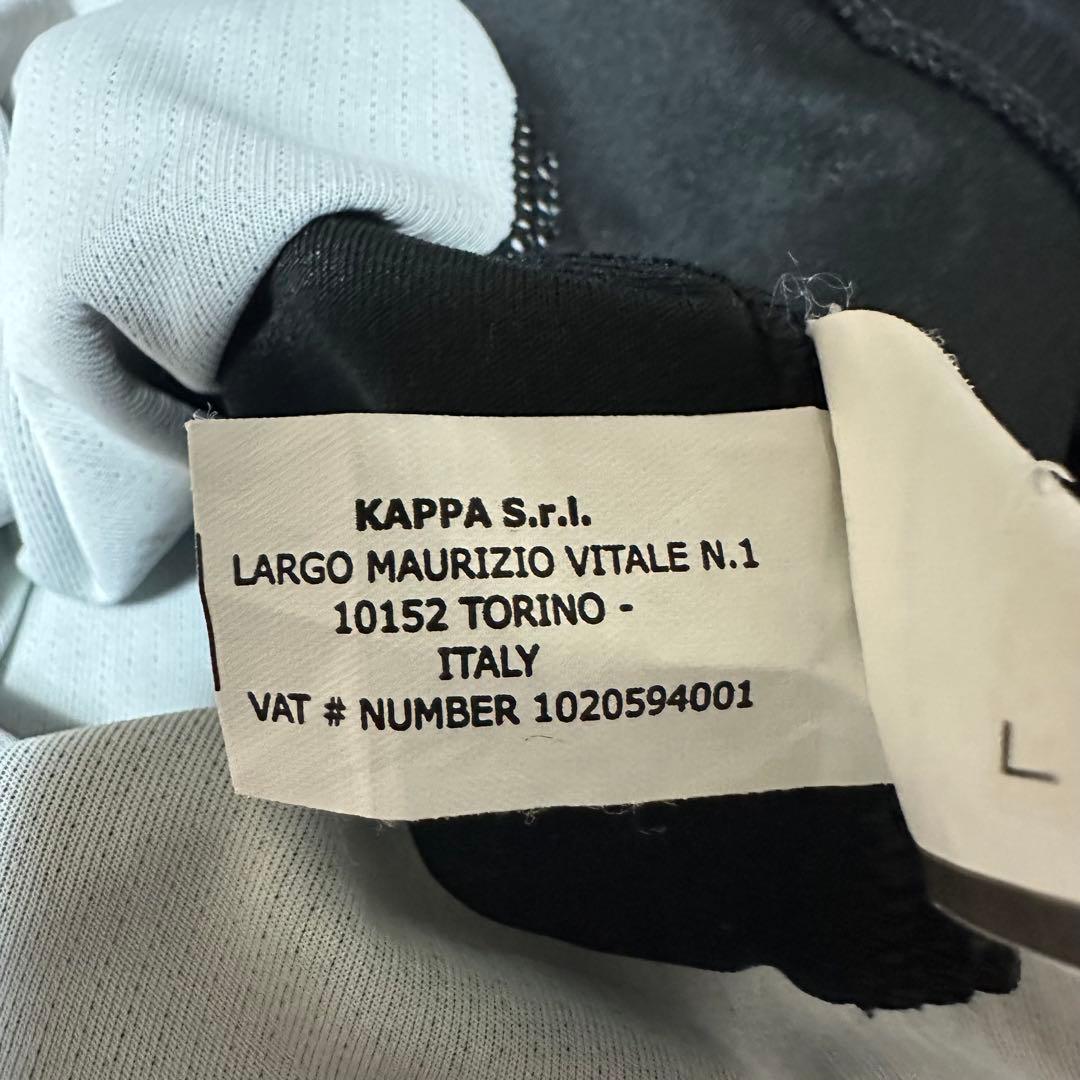 KAPPA S.r.l.
LARGO MAURIZIO VITALE N.1
10152 TORINO -
ITALY
VAT # NUMBER 1020594001
L